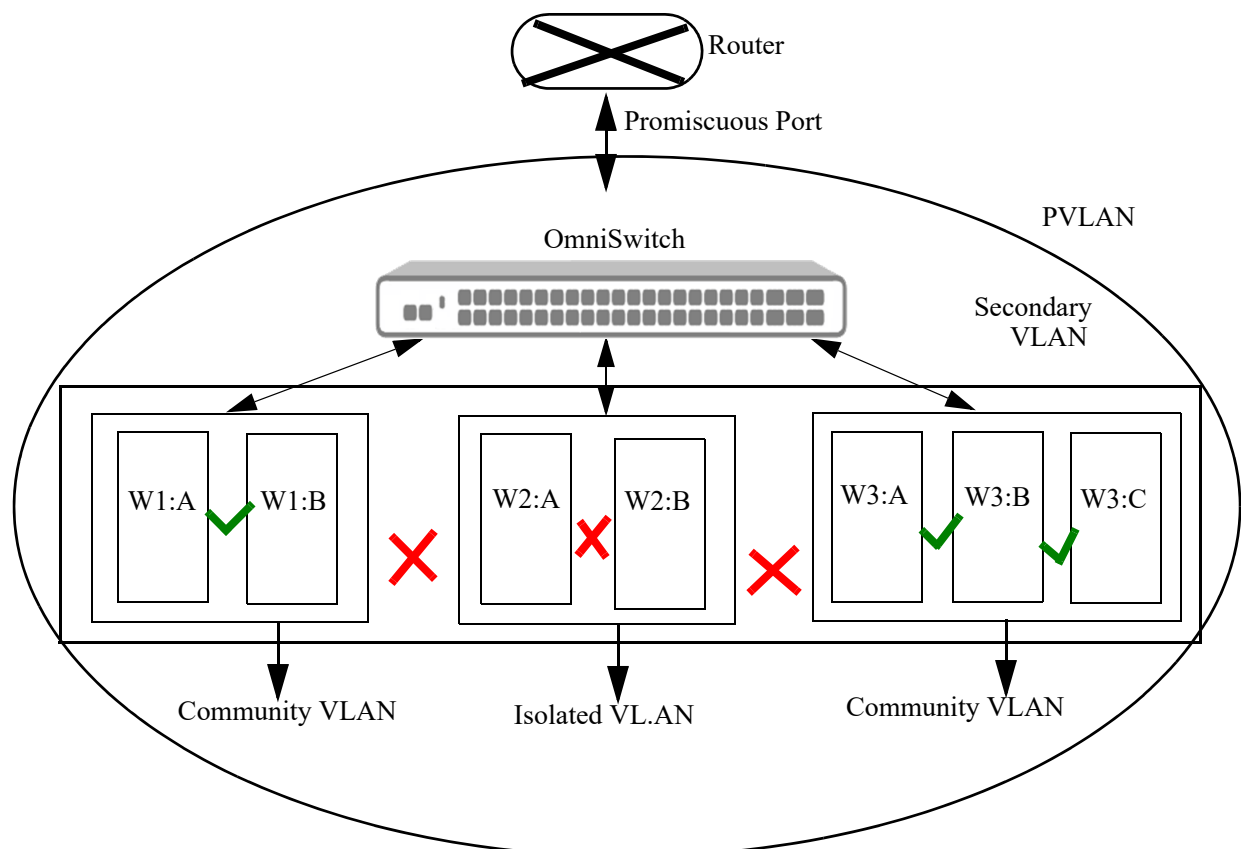 Router
Promiscuous Port
PVLAN
OmniSwitch
Secondary
VLAN
W1:A
W1:B
W2:A
W2:B
W3:A
W3:B
W3:C
Community VLAN
Isolated VL.AN
Community VLAN